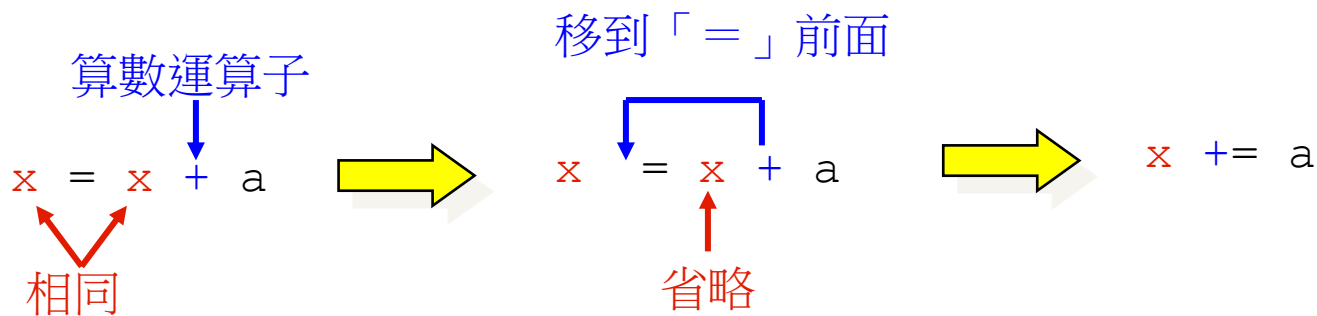 算數運算子
x = x + a
相同
移到「＝」前面
x = x + a
省略
x += a